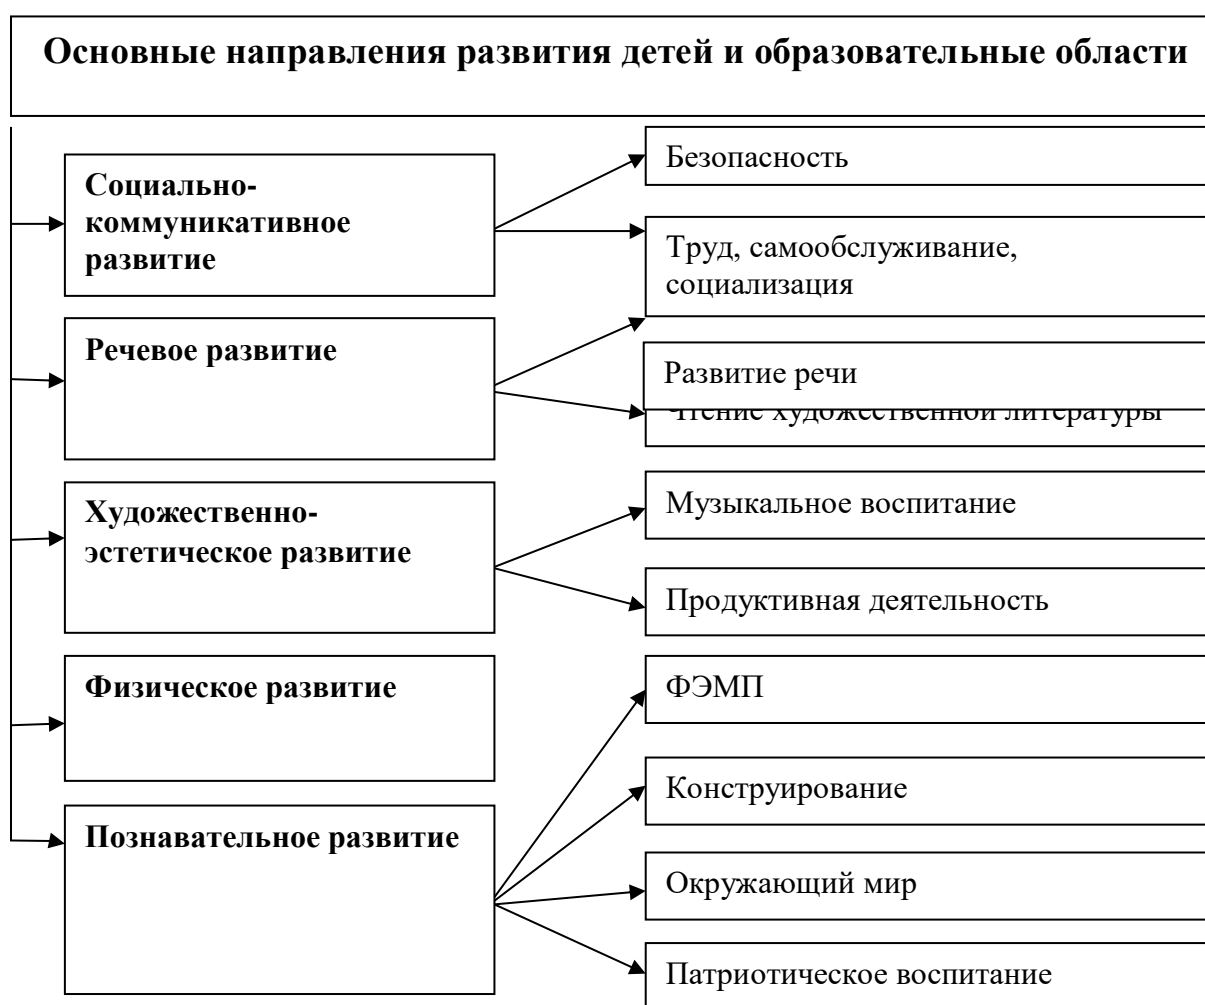 Основные направления развития детей и образовательные области
Социально-
коммуникативное
развитие
Безопасность
Труд, самообслуживание,
социализация
Речевое развитие
Развитие речи
Чтение художественной литературы
Художественно-
эстетическое развитие
Музыкальное воспитание
Продуктивная деятельность
Физическое развитие
Познавательное развитие
ФЭМП
Конструирование
Окружающий мир
Патриотическое воспитание